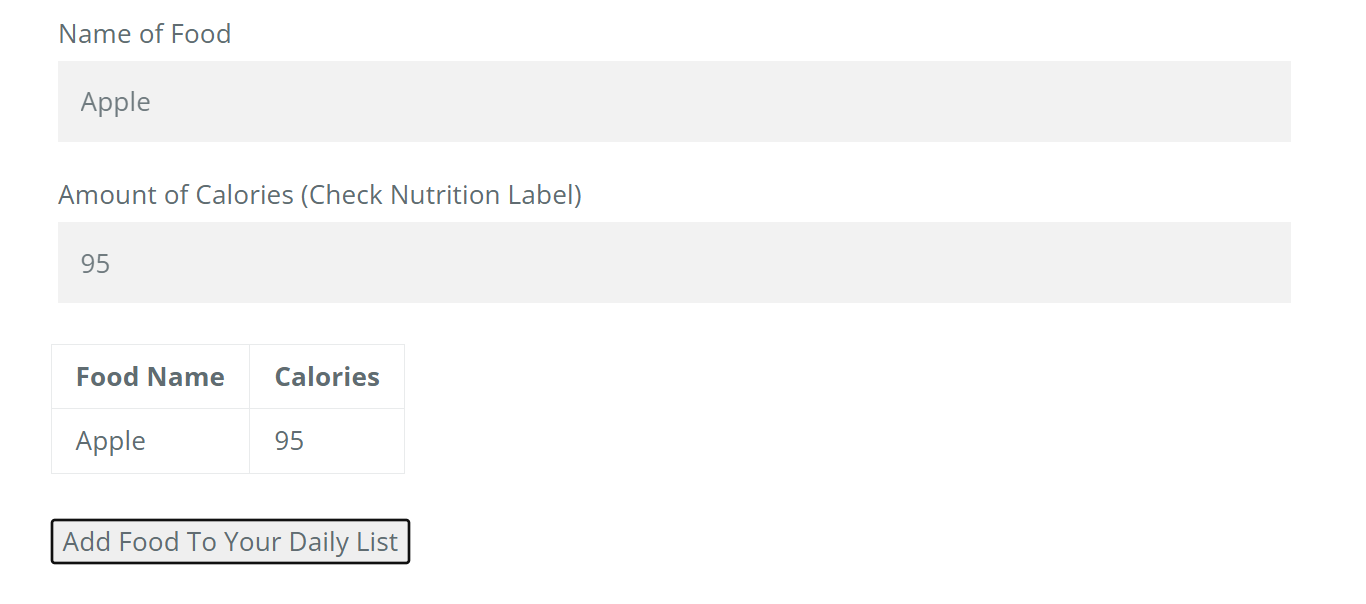 Name of Food
Apple
Amount of Calories (Check Nutrition Label)
95
Food Name Calories
Apple 95
Add Food To Your Daily List